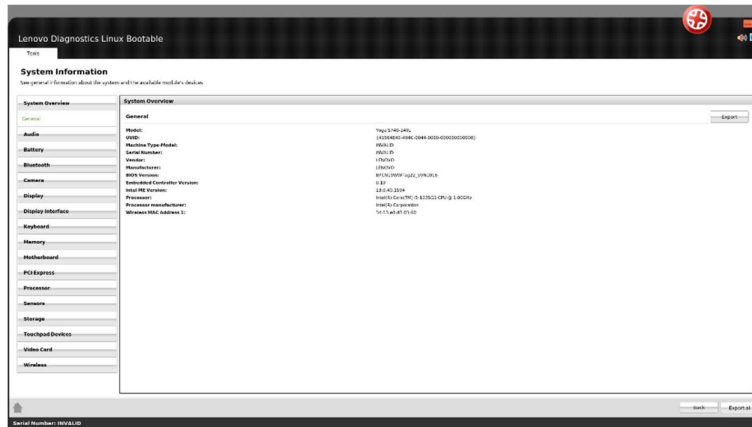 Lenovo Diagnostics Linux Bootable
Tools
System Information
See general information about the system and the available module's devices.
System Overview
General
Audio
Battery
Bluetooth
Camera
Display
Display Interface
Keyboard
Memory
Motherboard
PCI Express
Processor
Sensors
Storage
Touchpad Devices
Video Card
Wireless
System Overview
General
Export
Model:
UUID:
Machine Type-Model: INVALID
Serial Number: INVALID
Vendor: LENOVO
Manufacturer: LENOVO
BIOS Version:
Embedded Controller Version:
Intel ME Version:
Processor:
Processor manufacturer: Intel(R) Corporation
Wireless MAC Address 1:
Back
Export al
Serial Number: INVALID